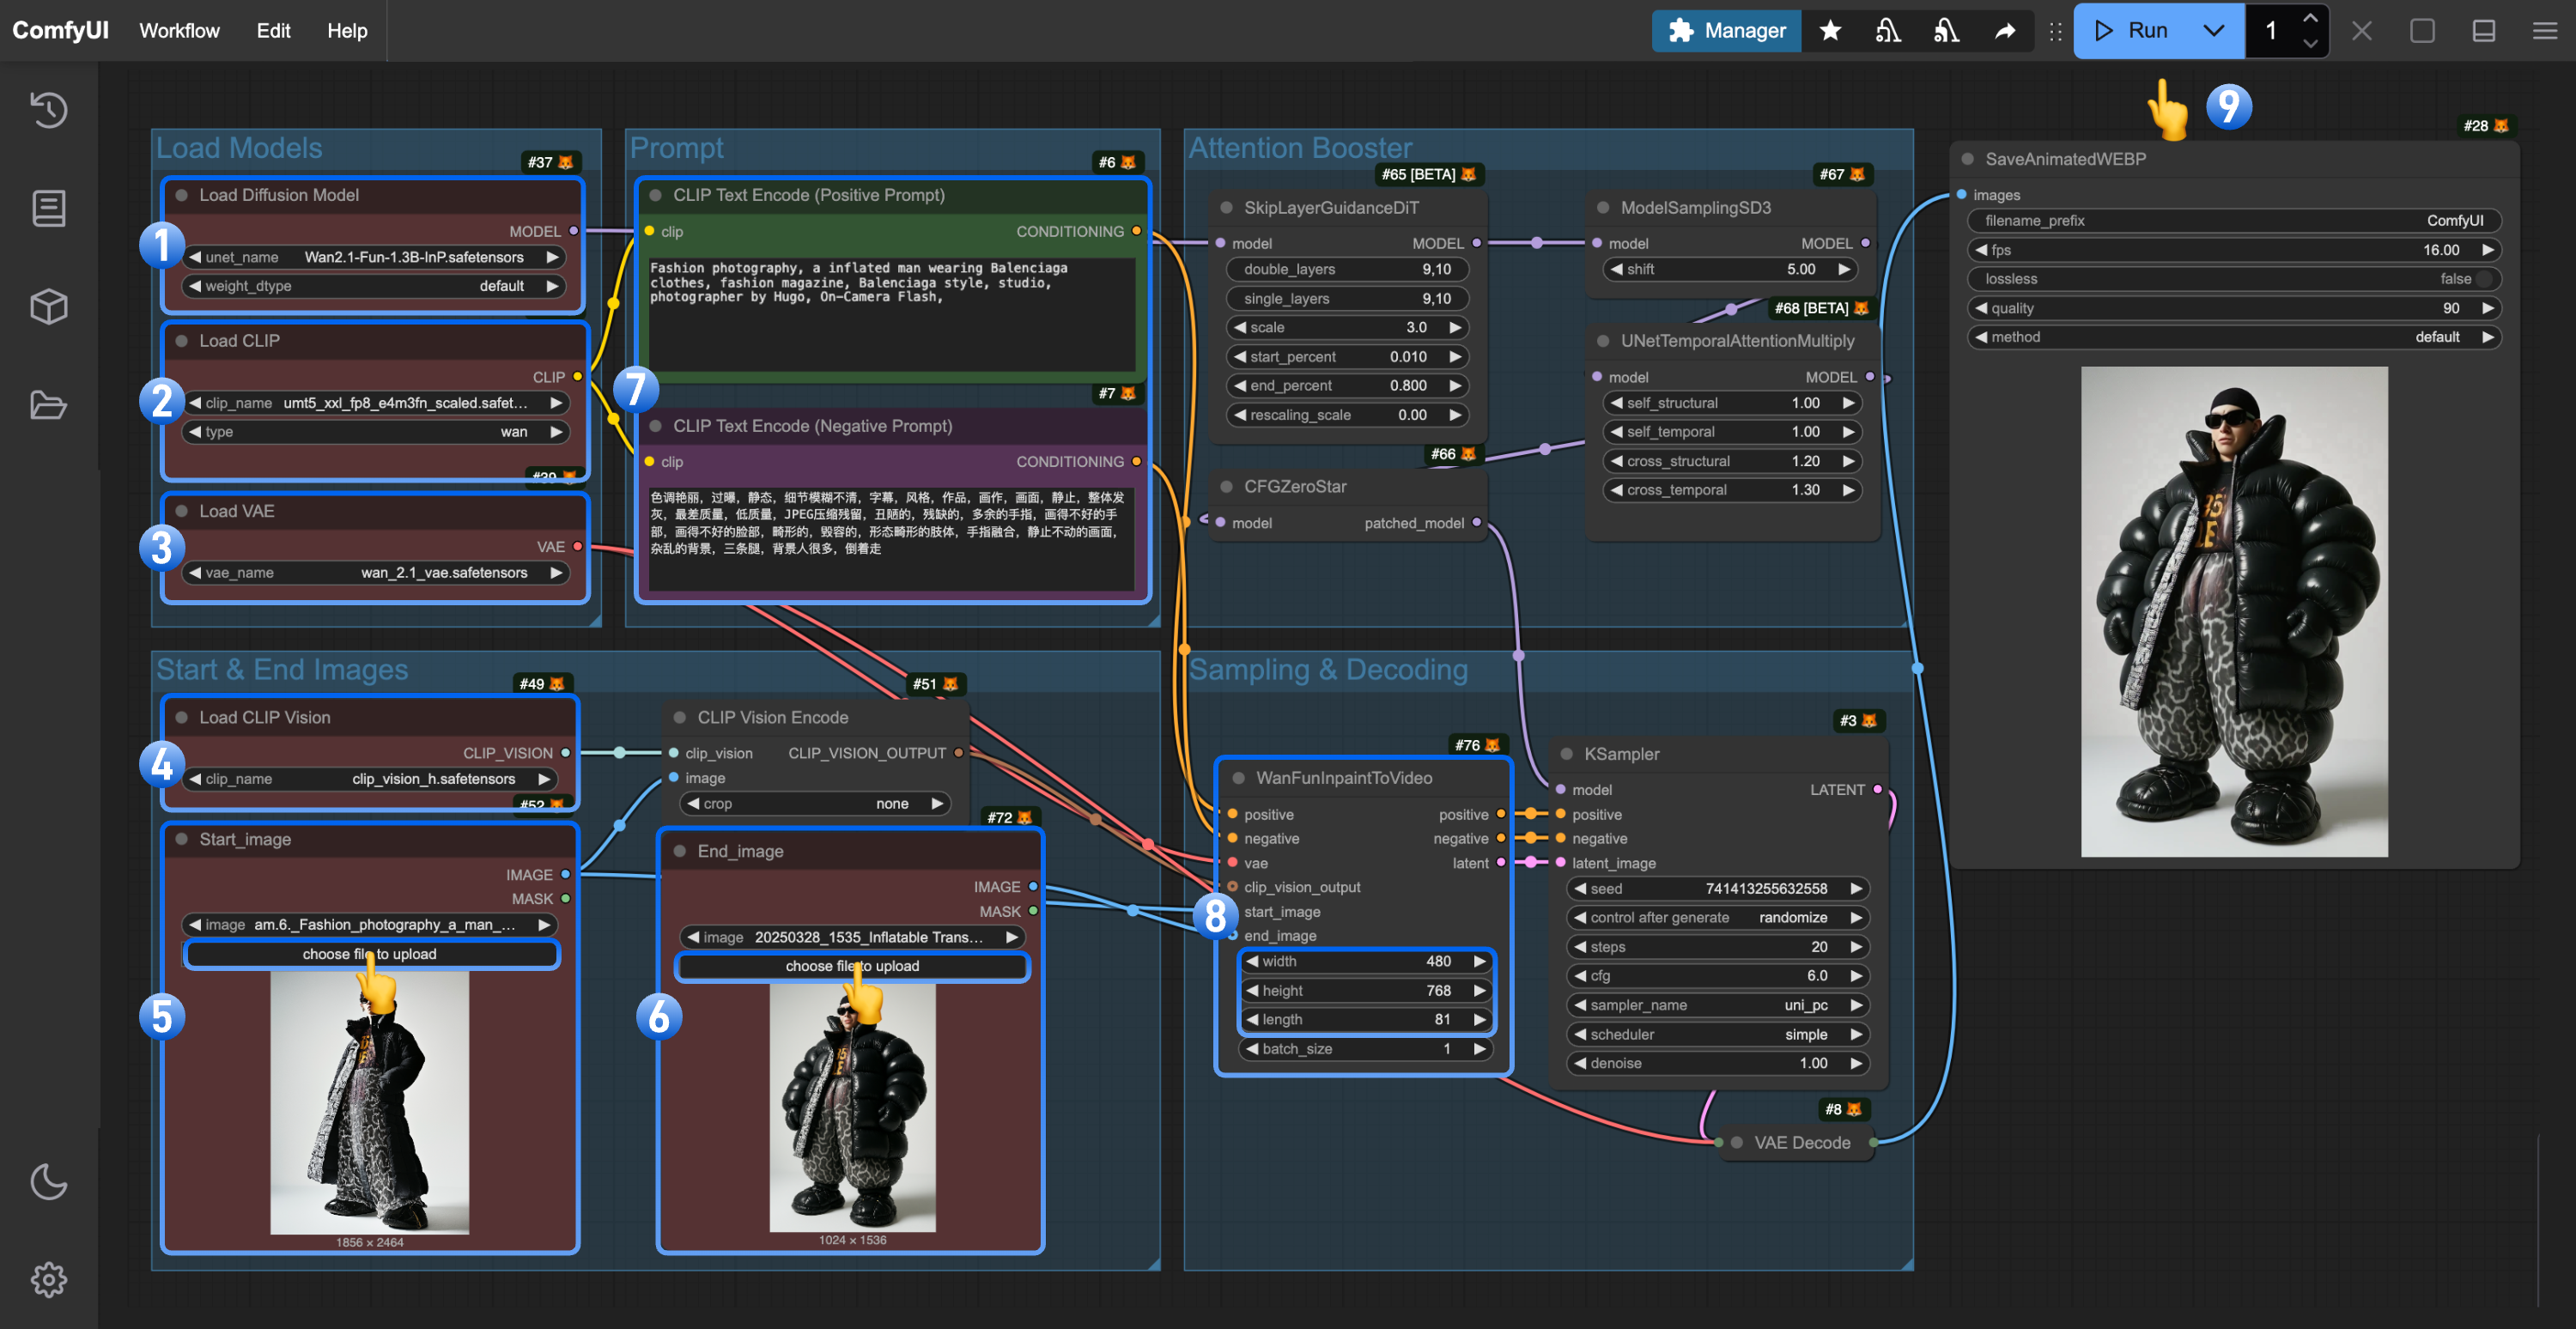 ComfyUI
Workflow
Edit
Help
Manager
Run
1
9
Load Models
#37
Load Diffusion Model
MODEL
1
unet_name Wan2.1-Fun-1.3B-InP.safetensors
weight_dtype default
Load CLIP
CLIP
2
clip_name umt5_xxl_fp8_e4m3fn_scaled.safet...
type wan
#39
Load VAE
VAE
3
vae_name wan_2.1_vae.safetensors
Prompt
#6
CLIP Text Encode (Positive Prompt)
clip CONDITIONING
Fashion photography, a inflated man wearing Balenciaga
clothes, fashion magazine, Balenciaga style, studio,
photographer by Hugo, On-Camera Flash,
7
#7
CLIP Text Encode (Negative Prompt)
clip CONDITIONING
色调艳丽，过曝，静态，细节模糊不清，字幕，风格，作品，画作，画面，静止，整体发
灰，最差质量，低质量，JPEG压缩残留，丑陋的，残缺的，多余的手指，画得不好的手
部，画得不好的脸部，畸形的，毁容的，形态畸形的肢体，手指融合，静止不动的画面，
杂乱的背景，三条腿，背景人很多，倒着走
Attention Booster
#65 [BETA]
SkipLayerGuidanceDiT
model MODEL
double_layers 9,10
single_layers 9,10
scale 3.0
start_percent 0.010
end_percent 0.800
rescaling_scale 0.00
#67
ModelSamplingSD3
model MODEL
shift 5.00
#68 [BETA]
UNetTemporalAttentionMultiply
model MODEL
self_structural 1.00
self_temporal 1.00
cross_structural 1.20
cross_temporal 1.30
#66
CFGZeroStar
model patched_model
#28
SaveAnimatedWEBP
images
filename_prefix ComfyUI
fps 16.00
lossless false
quality 90
method default
Start & End Images
#49
Load CLIP Vision
CLIP_VISION
4
clip_name clip_vision_h.safetensors
#52
Start_image
IMAGE
MASK
image am.6._Fashion_photography_a_man_...
choose file to upload
5
1856 × 2464
#51
CLIP Vision Encode
clip_vision CLIP_VISION_OUTPUT
image
crop none
#72
End_image
IMAGE
MASK
image 20250328_1535_Inflatable Trans...
choose file to upload
6
1024 × 1536
Sampling & Decoding
#76
WanFunInpaintToVideo
positive positive
negative negative
vae latent
clip_vision_output
8
start_image
end_image
width 480
height 768
length 81
batch_size 1
#3
KSampler
model LATENT
positive
negative
latent_image
seed 741413255632558
control after generate randomize
steps 20
cfg 6.0
sampler_name uni_pc
scheduler simple
denoise 1.00
#8
VAE Decode